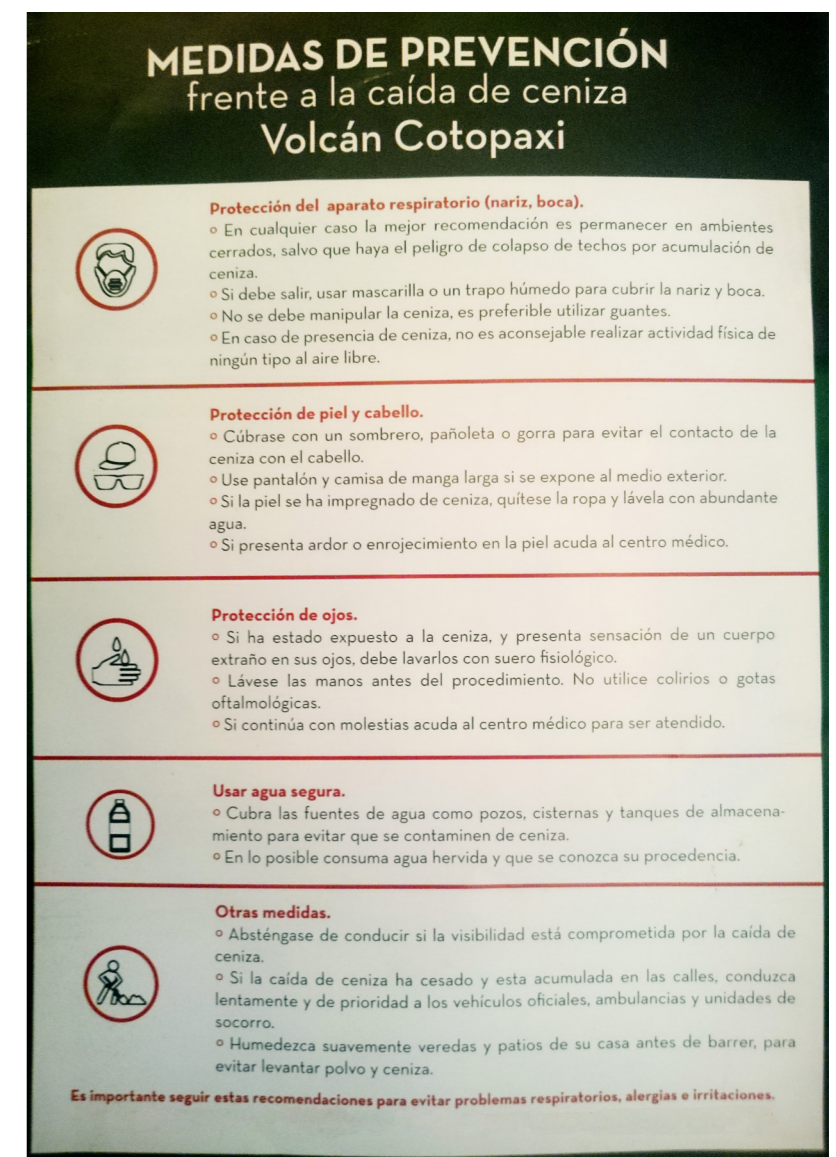 MEDIDAS DE PREVENCIÓN
frente a la caída de ceniza
Volcán Cotopaxi
Protección del aparato respiratorio (nariz, boca).
° En cualquier caso la mejor recomendación es permanecer en ambientes
cerrados, salvo que haya el peligro de colapso de techos por acumulación de
ceniza.
° Si debe salir, usar mascarilla o un trapo húmedo para cubrir la nariz y boca.
° No se debe manipular la ceniza, es preferible utilizar guantes.
° En caso de presencia de ceniza, no es aconsejable realizar actividad física de
ningún tipo al aire libre.
Protección de piel y cabello.
° Cúbrase con un sombrero, pañoleta o gorra para evitar el contacto de la
ceniza con el cabello.
° Use pantalón y camisa de manga larga si se expone al medio exterior.
° Si la piel se ha impregnado de ceniza, quítese la ropa y lávela con abundante
agua.
° Si presenta ardor o enrojecimiento en la piel acuda al centro médico.
Protección de ojos.
° Si ha estado expuesto a la ceniza, y presenta sensación de un cuerpo
extraño en sus ojos, debe lavarlos con suero fisiológico.
° Lávese las manos antes del procedimiento. No utilice colirios o gotas
oftalmológicas.
° Si continúa con molestias acuda al centro médico para ser atendido.
Usar agua segura.
° Cubra las fuentes de agua como pozos, cisternas y tanques de almacena-
miento para evitar que se contaminen de ceniza.
° En lo posible consuma agua hervida y que se conozca su procedencia.
Otras medidas.
° Absténgase de conducir si la visibilidad está comprometida por la caída de
ceniza.
° Si la caída de ceniza ha cesado y esta acumulada en las calles, conduzca
lentamente y de prioridad a los vehículos oficiales, ambulancias y unidades de
socorro.
° Humedezca suavemente veredas y patios de su casa antes de barrer, para
evitar levantar polvo y ceniza.
Es importante seguir estas recomendaciones para evitar problemas respiratorios, alergias e irritaciones.